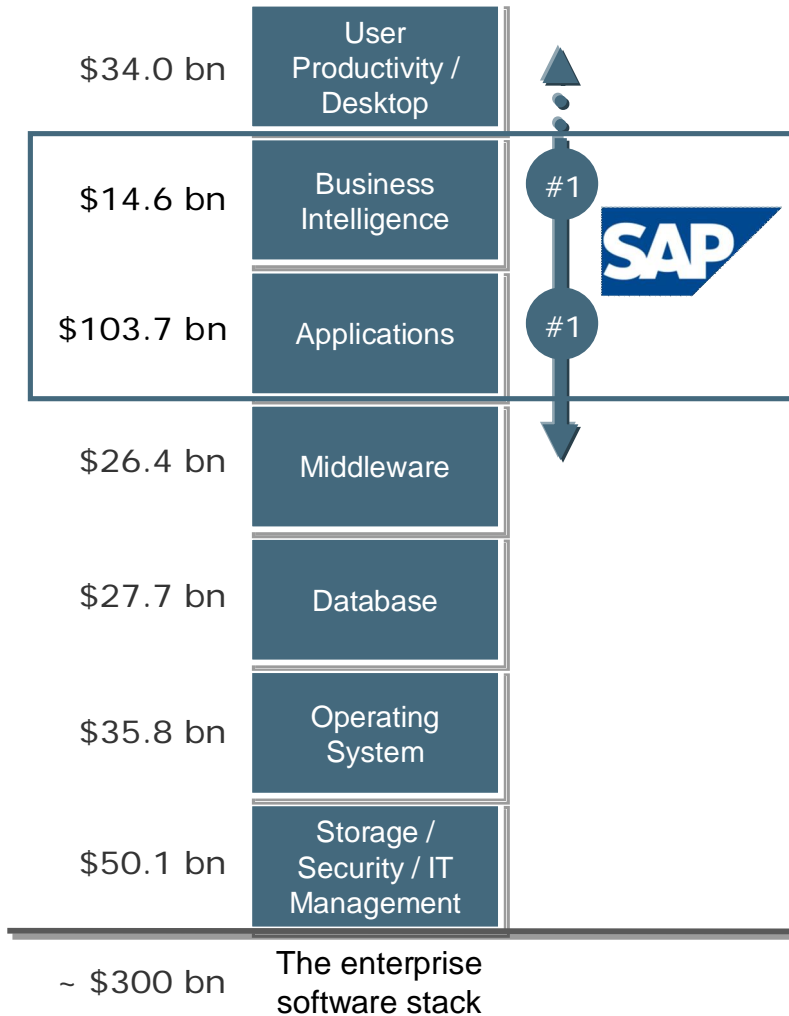 $34.0 bn
User
Productivity /
Desktop
$14.6 bn
Business
Intelligence
#1
SAP
$103.7 bn
Applications
#1
$26.4 bn
Middleware
$27.7 bn
Database
$35.8 bn
Operating
System
$50.1 bn
Storage /
Security / IT
Management
~ $300 bn
The enterprise
software stack